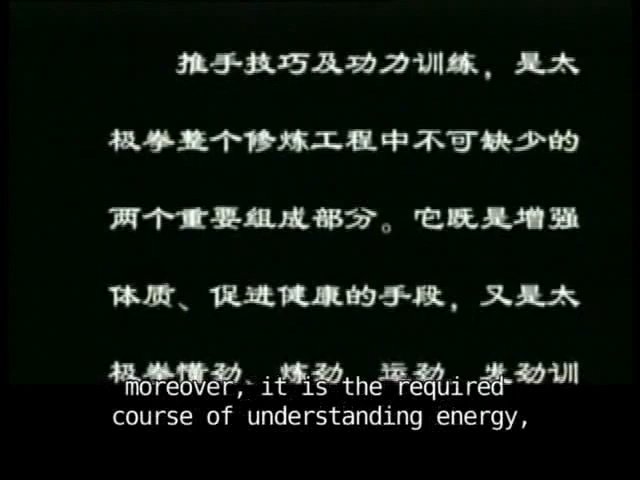 推手技巧及功力训练，是太
极拳整个修炼工程中不可缺少的
两个重要组成部分。它既是增强
体质、促进健康的手段，又是太
极拳懂劲、炼劲、运劲、发劲训
moreover, it is the required
course of understanding energy,